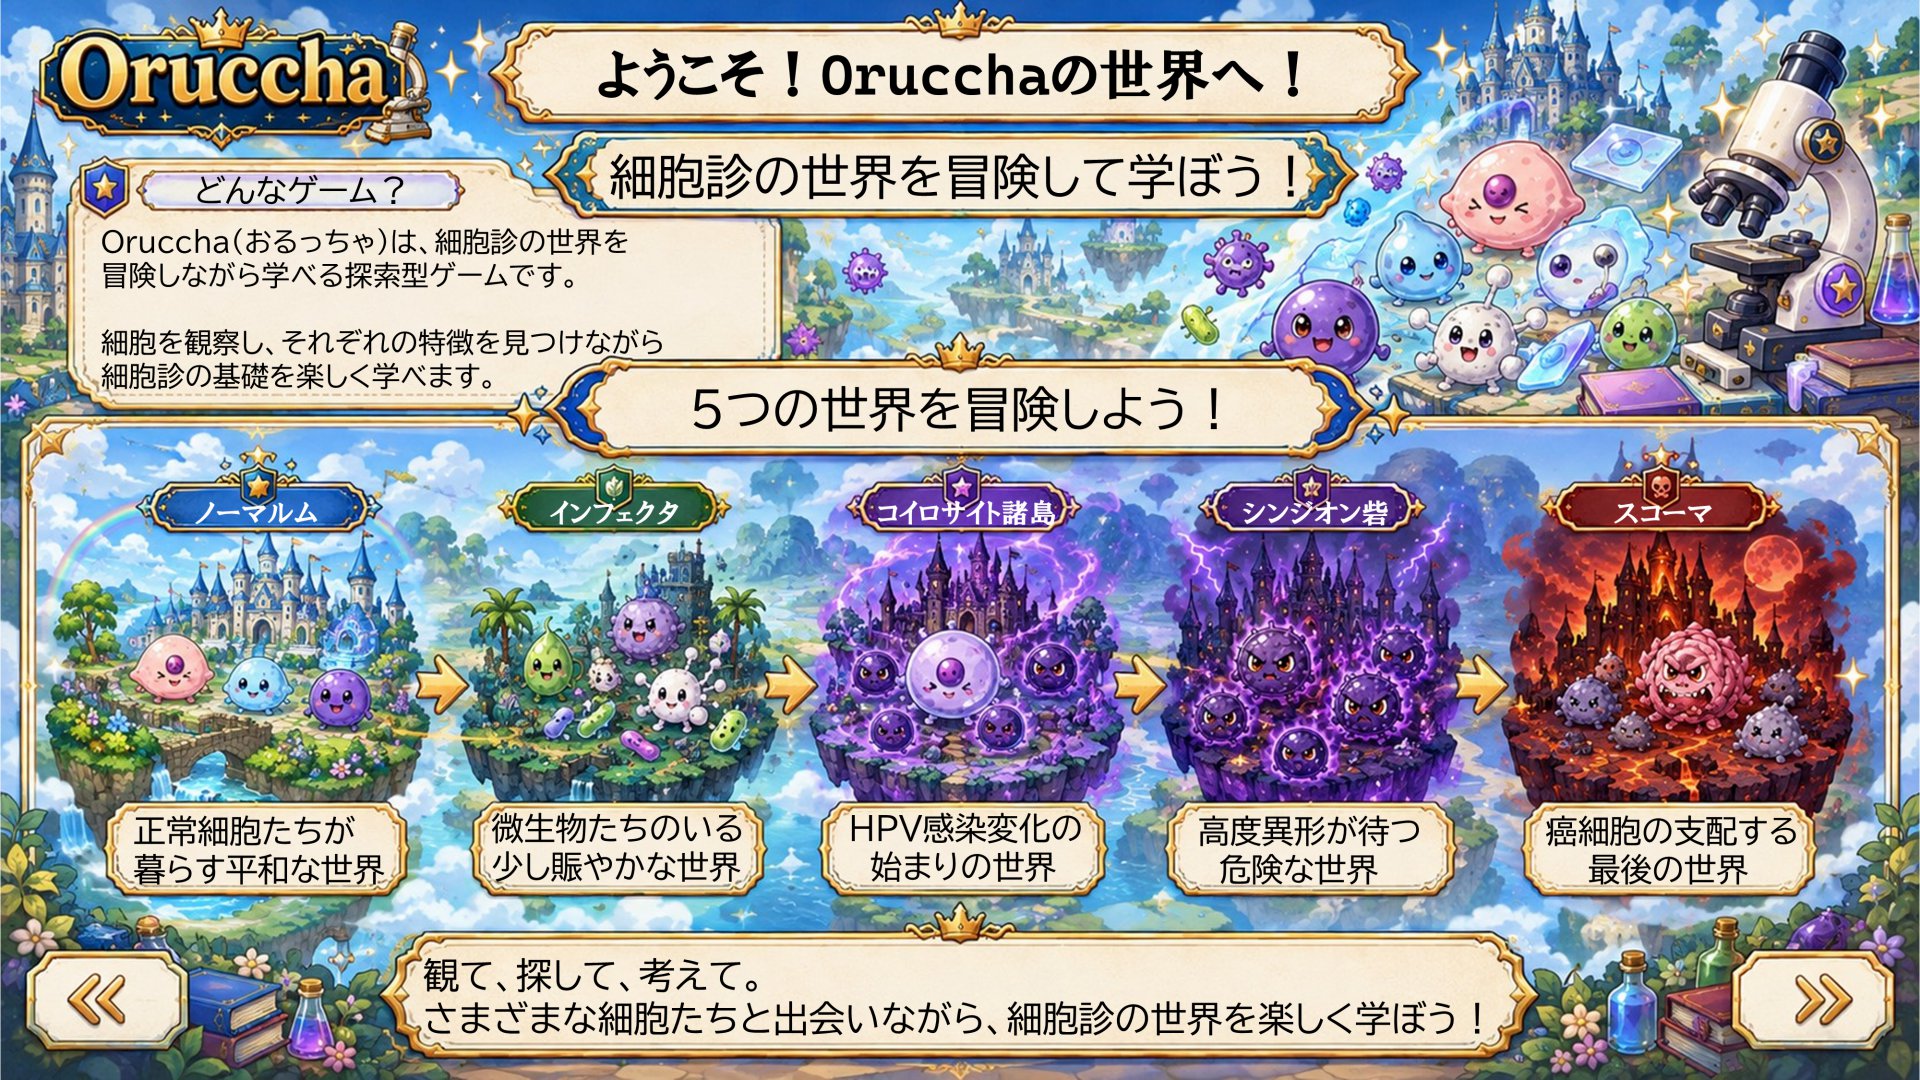 Oruccha
ようこそ！Orucchaの世界へ！
細胞診の世界を冒険して学ぼう！
どんなゲーム？
Oruccha(おるっちゃ)は、細胞診の世界を
冒険しながら学べる探索型ゲームです。
細胞を観察し、それぞれの特徴を見つけながら
細胞診の基礎を楽しく学べます。
5つの世界を冒険しよう！
ノーマルム
インフェクタ
コイロサイト諸島
シンジオン砦
スコーマ
正常細胞たちが
暮らす平和な世界
微生物たちのいる
少し賑やかな世界
HPV感染変化の
始まりの世界
高度異形が待つ
危険な世界
癌細胞の支配する
最後の世界
観て、探して、考えて。
さまざまな細胞たちと出会いながら、細胞診の世界を楽しく学ぼう！